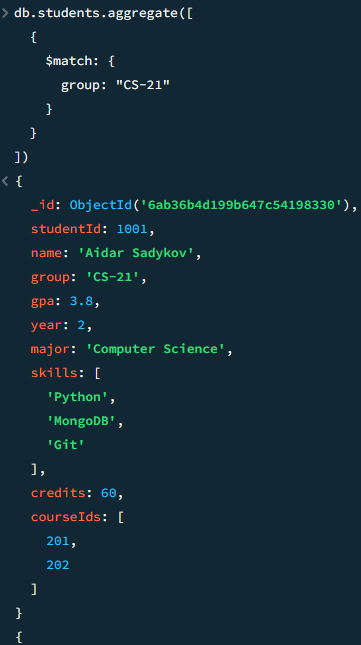 > db.students.aggregate([
  {
    $match: {
      group: "CS-21"
    }
  }
])
< {
  _id: ObjectId('6ab36b4d199b647c54198330'),
  studentId: 1001,
  name: 'Aidar Sadykov',
  group: 'CS-21',
  gpa: 3.8,
  year: 2,
  major: 'Computer Science',
  skills: [
    'Python',
    'MongoDB',
    'Git'
  ],
  credits: 60,
  courseIds: [
    201,
    202
  ]
}
{